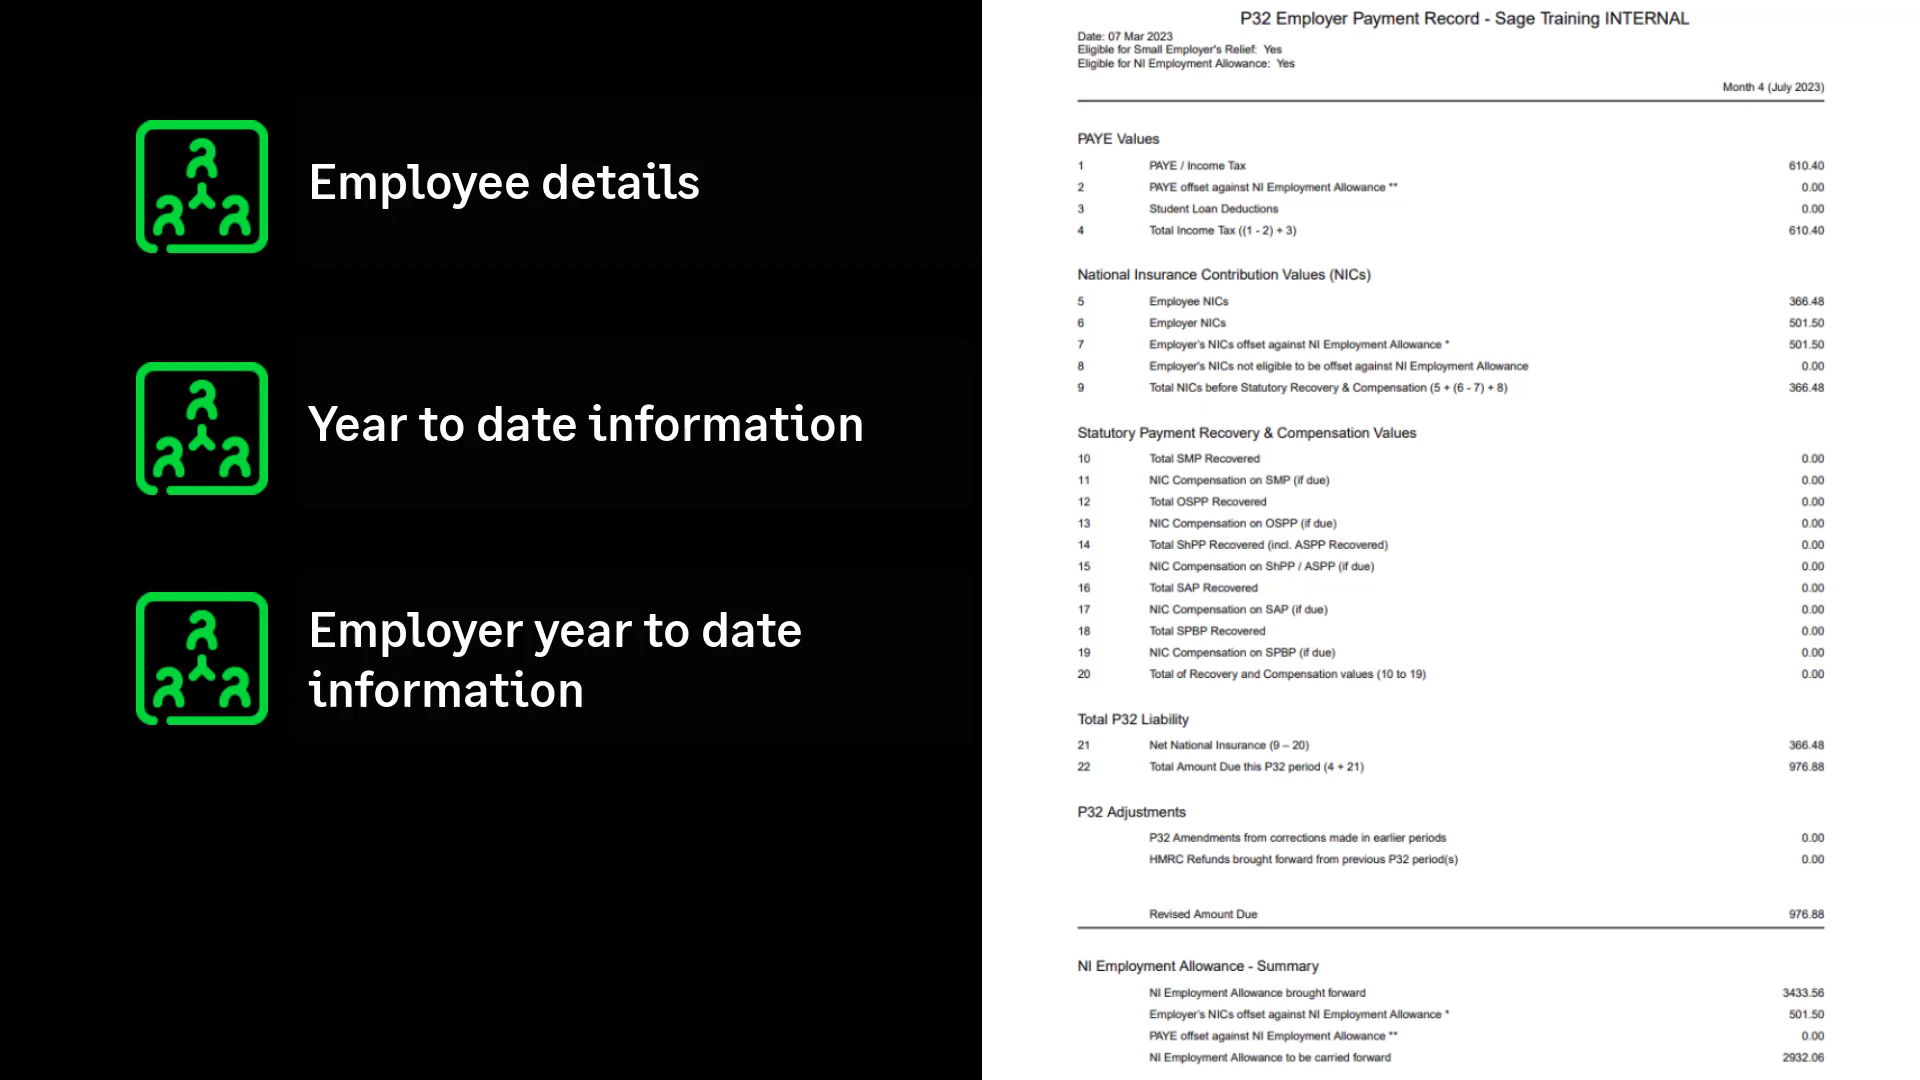 Employee details
Year to date information
Employer year to date
information
P32 Employer Payment Record - Sage Training INTERNAL
Date: 07 Mar 2023
Eligible for Small Employer's Relief: Yes
Eligible for NI Employment Allowance: Yes
Month 4 (July 2023)
PAYE Values
1 PAYE / Income Tax 610.40
2 PAYE offset against NI Employment Allowance ** 0.00
3 Student Loan Deductions 0.00
4 Total Income Tax ((1 - 2) + 3) 610.40
National Insurance Contribution Values (NICs)
5 Employee NICs 366.48
6 Employer NICs 501.50
7 Employer's NICs offset against NI Employment Allowance * 501.50
8 Employer's NICs not eligible to be offset against NI Employment Allowance 0.00
9 Total NICs before Statutory Recovery & Compensation (5 + (6 - 7) + 8) 366.48
Statutory Payment Recovery & Compensation Values
10 Total SMP Recovered 0.00
11 NIC Compensation on SMP (if due) 0.00
12 Total OSPP Recovered 0.00
13 NIC Compensation on OSPP (if due) 0.00
14 Total ShPP Recovered (incl. ASPP Recovered) 0.00
15 NIC Compensation on ShPP / ASPP (if due) 0.00
16 Total SAP Recovered 0.00
17 NIC Compensation on SAP (if due) 0.00
18 Total SPBP Recovered 0.00
19 NIC Compensation on SPBP (if due) 0.00
20 Total of Recovery and Compensation values (10 to 19) 0.00
Total P32 Liability
21 Net National Insurance (9 – 20) 366.48
22 Total Amount Due this P32 period (4 + 21) 976.88
P32 Adjustments
P32 Amendments from corrections made in earlier periods 0.00
HMRC Refunds brought forward from previous P32 period(s) 0.00
Revised Amount Due 976.88
NI Employment Allowance - Summary
NI Employment Allowance brought forward 3433.56
Employer's NICs offset against NI Employment Allowance * 501.50
PAYE offset against NI Employment Allowance ** 0.00
NI Employment Allowance to be carried forward 2932.06